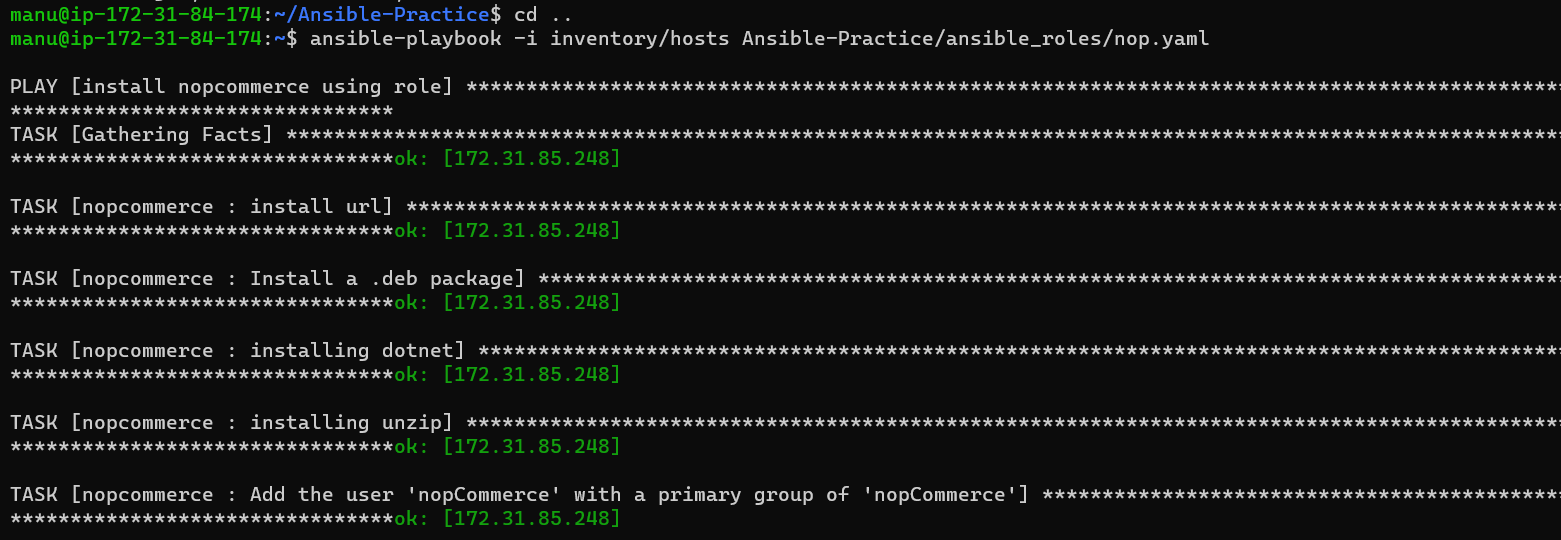 manu@ip-172-31-84-174:~/Ansible-Practice$ cd ..
manu@ip-172-31-84-174:~$ ansible-playbook -i inventory/hosts Ansible-Practice/ansible_roles/nop.yaml
PLAY [install nopcommerce using role] *******************************************************************************************
********************************
TASK [Gathering Facts] **********************************************************************************************************
********************************ok: [172.31.85.248]
TASK [nopcommerce : install url] ************************************************************************************************
********************************ok: [172.31.85.248]
TASK [nopcommerce : Install a .deb package] *************************************************************************************
********************************ok: [172.31.85.248]
TASK [nopcommerce : installing dotnet] ******************************************************************************************
********************************ok: [172.31.85.248]
TASK [nopcommerce : installing unzip] *******************************************************************************************
********************************ok: [172.31.85.248]
TASK [nopcommerce : Add the user 'nopCommerce' with a primary group of 'nopCommerce'] *******************************************
********************************ok: [172.31.85.248]